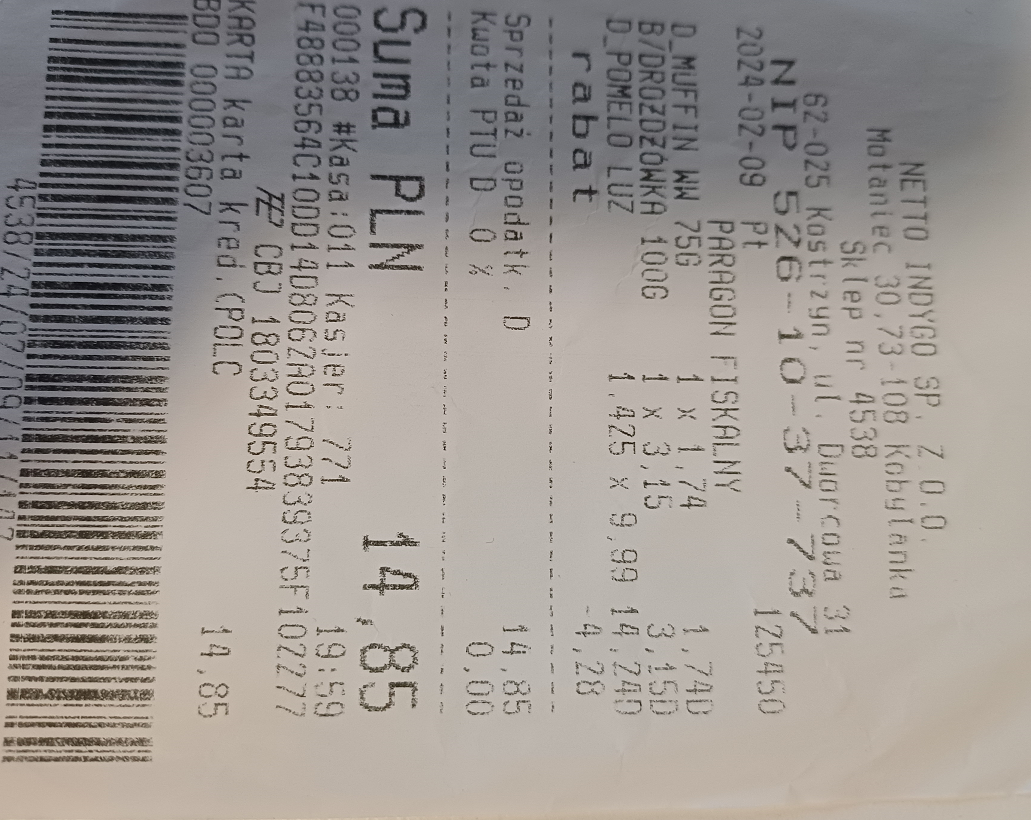 NETTO INDYGO SP. Z O.O.
Motaniec 30,73-108 Kobylanka
Sklep nr 4538
62-025 Kostrzyn, ul. Dworcowa 31
NIP 526-10-37-737
2024-02-09 Pt 125450
PARAGON FISKALNY
D_MUFFIN WW 75G 1 x 1,74 1,74D
B/DROŻDŻÓWKA 100G 1 x 3,15 3,15D
D_POMELO LUZ 1,425 x 9,99 14,24D
rabat -4,28
Sprzedaż opodatk. D 14,85
Kwota PTU D 0 % 0,00
Suma PLN 14,85
000138 #Kasa:01 Kasjer: 771 19:59
F48883564C10DD14D8062A01793839375F102277
CBJ 1803349554
KARTA karta kred.(POLC 14,85
BDO 000003607
4538/24/02/09/1/